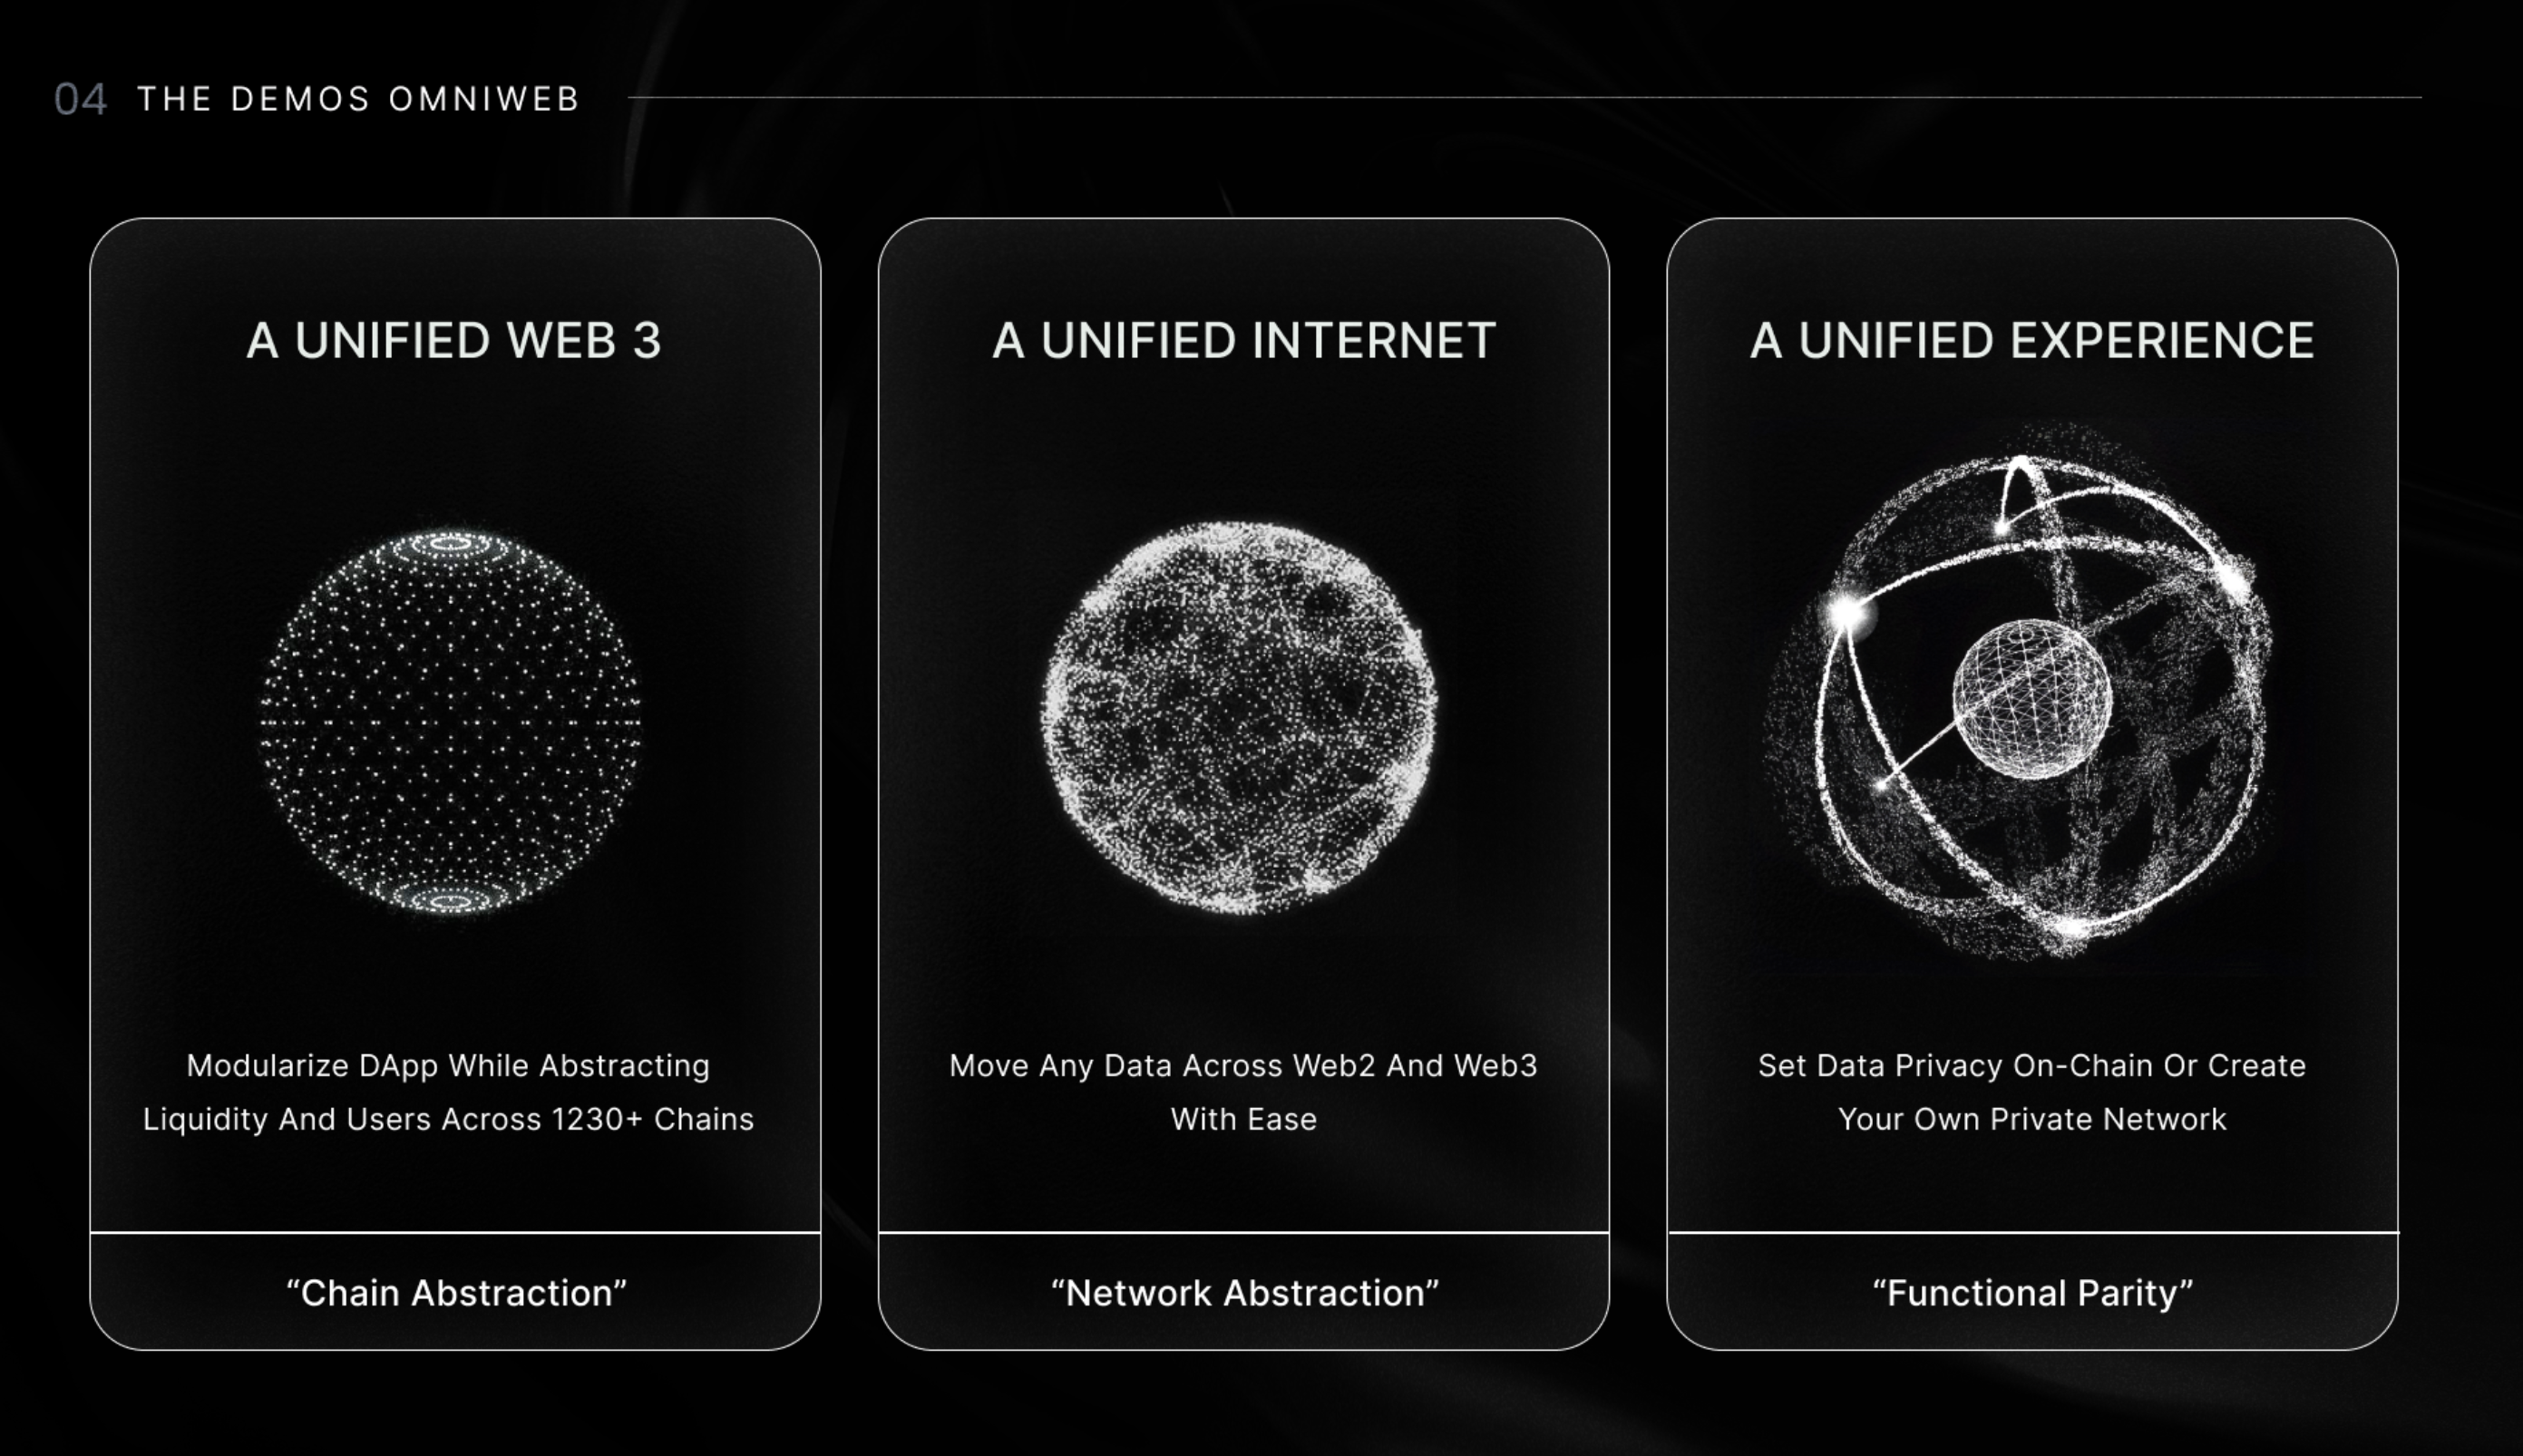 04 THE DEMOS OMNIWEB
A UNIFIED WEB 3
Modularize DApp While Abstracting
Liquidity And Users Across 1230+ Chains
“Chain Abstraction”
A UNIFIED INTERNET
Move Any Data Across Web2 And Web3
With Ease
“Network Abstraction”
A UNIFIED EXPERIENCE
Set Data Privacy On-Chain Or Create
Your Own Private Network
“Functional Parity”